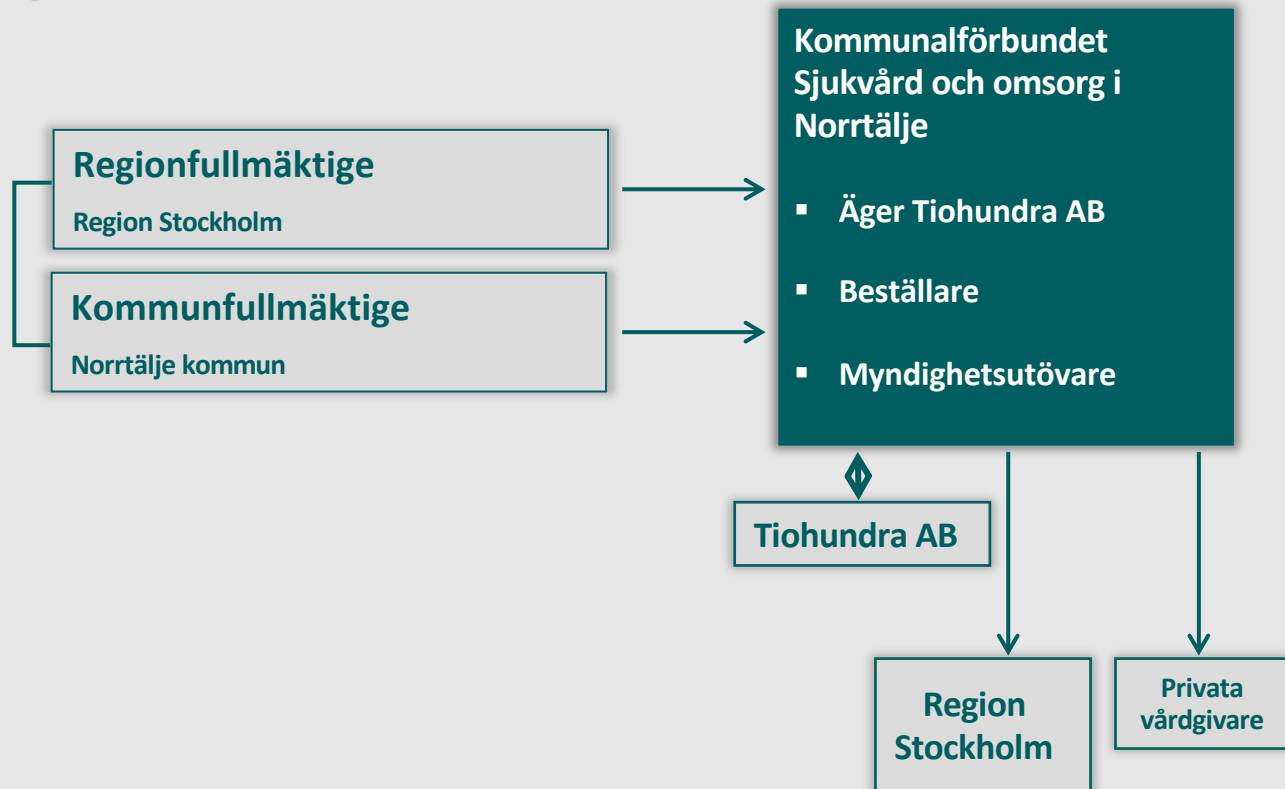 Kommunalförbundet
Sjukvård och omsorg i
Norrtälje
▪ Äger Tiohundra AB
▪ Beställare
▪ Myndighetsutövare
Regionfullmäktige
Region Stockholm
Kommunfullmäktige
Norrtälje kommun
Tiohundra AB
Region
Stockholm
Privata
vårdgivare